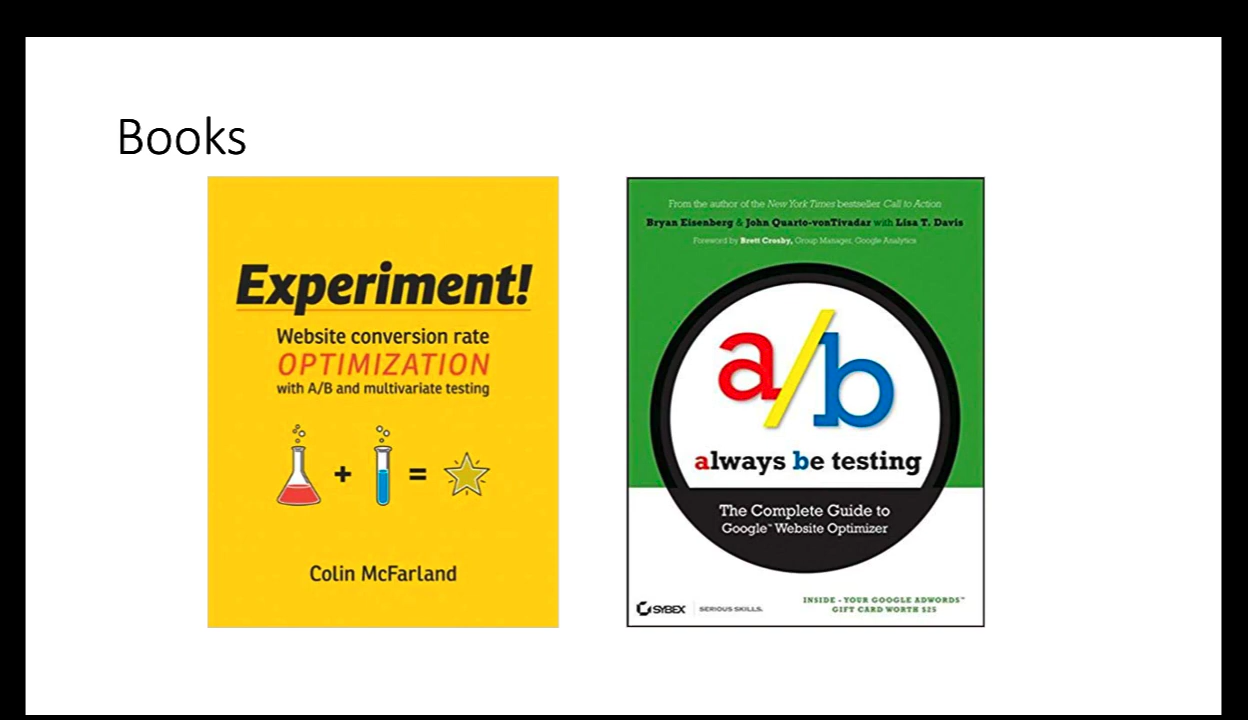 Books
Experiment!
Website conversion rate
OPTIMIZATION
with A/B and multivariate testing
+ =
Colin McFarland
From the author of the New York Times bestseller Call to Action
Bryan Eisenberg & John Quarto-vonTivadar with Lisa T. Davis
Foreword by Brett Crosby, Group Manager, Google Analytics
a/b
always be testing
The Complete Guide to
Google™ Website Optimizer
SYBEX SERIOUS SKILLS.
INSIDE - YOUR GOOGLE ADWORDS™
GIFT CARD WORTH $25